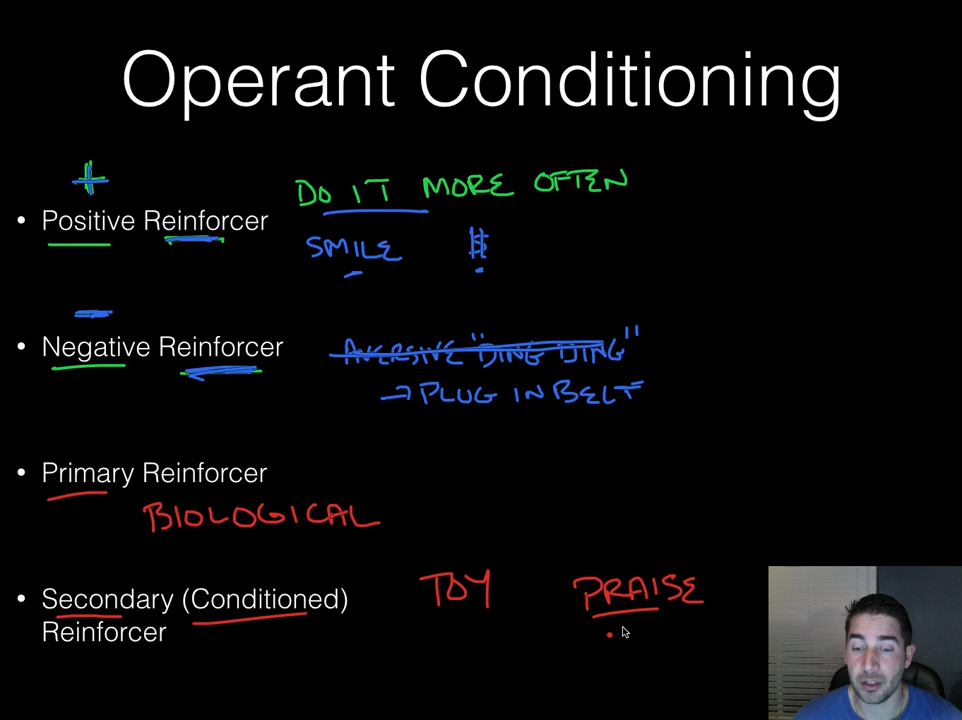 Operant Conditioning
+
DO IT MORE OFTEN
• Positive Reinforcer
SMILE $
–
• Negative Reinforcer
AVERSIVE "DING DING"
→ PLUG IN BELT
• Primary Reinforcer
BIOLOGICAL
• Secondary (Conditioned) TOY PRAISE
Reinforcer